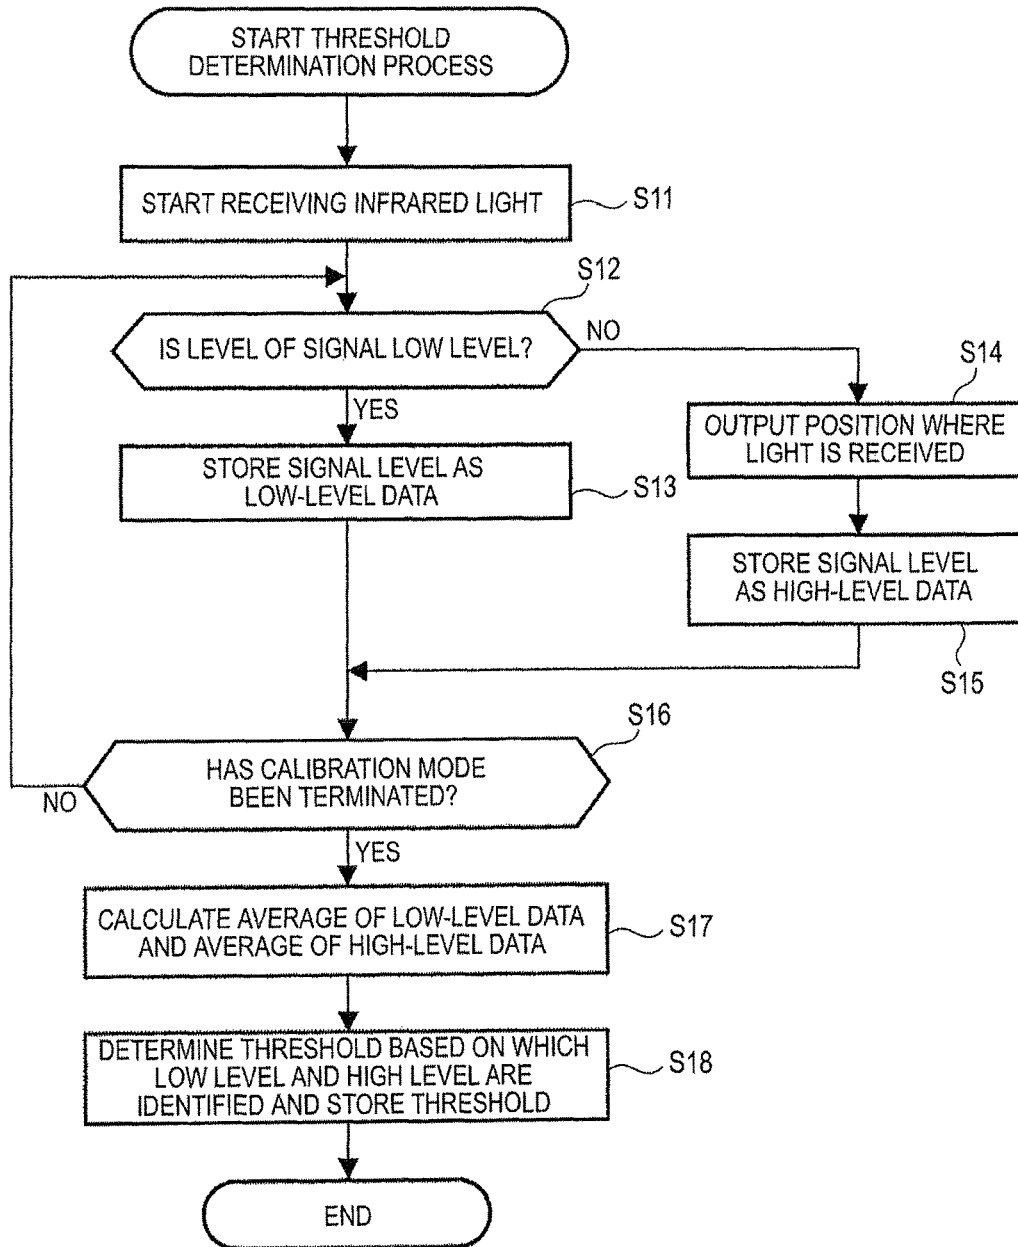 START THRESHOLD
DETERMINATION PROCESS
START RECEIVING INFRARED LIGHT
S11
S12
IS LEVEL OF SIGNAL LOW LEVEL?
NO
YES
S14
OUTPUT POSITION WHERE
LIGHT IS RECEIVED
STORE SIGNAL LEVEL AS
LOW-LEVEL DATA
S13
STORE SIGNAL LEVEL
AS HIGH-LEVEL DATA
S15
S16
HAS CALIBRATION MODE
BEEN TERMINATED?
NO
YES
CALCULATE AVERAGE OF LOW-LEVEL DATA
AND AVERAGE OF HIGH-LEVEL DATA
S17
DETERMINE THRESHOLD BASED ON WHICH
LOW LEVEL AND HIGH LEVEL ARE
IDENTIFIED AND STORE THRESHOLD
S18
END